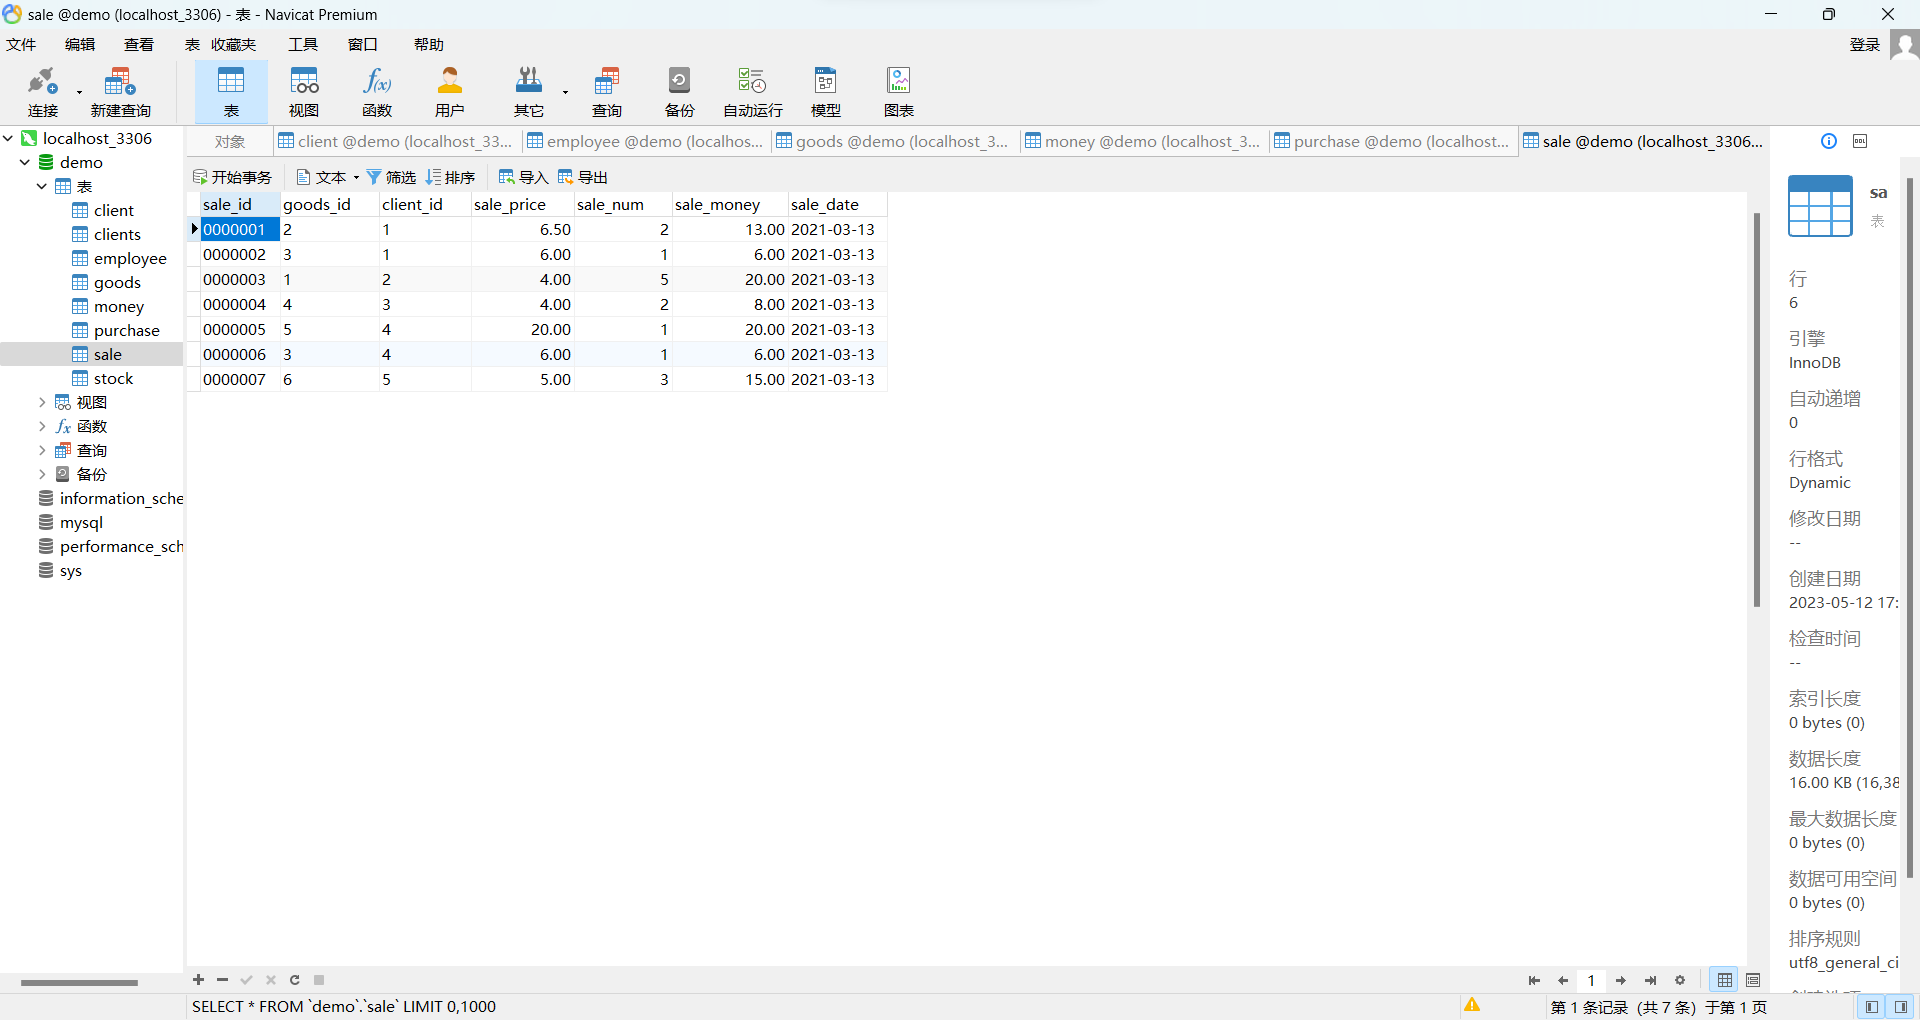 sale @demo (localhost_3306) - 表 - Navicat Premium
文件 编辑 查看 表 收藏夹 工具 窗口 帮助 登录
连接 新建查询 表 视图 函数 用户 其它 查询 备份 自动运行 模型 图表
localhost_3306
demo
表
client
clients
employee
goods
money
purchase
sale
stock
视图
函数
查询
备份
information_sche
mysql
performance_sch
sys
对象 client @demo (localhost_33... employee @demo (localhos... goods @demo (localhost_3... money @demo (localhost_3... purchase @demo (localhost... sale @demo (localhost_3306...
开始事务 文本 筛选 排序 导入 导出
sale_id goods_id client_id sale_price sale_num sale_money sale_date
0000001 2 1 6.50 2 13.00 2021-03-13
0000002 3 1 6.00 1 6.00 2021-03-13
0000003 1 2 4.00 5 20.00 2021-03-13
0000004 4 3 4.00 2 8.00 2021-03-13
0000005 5 4 20.00 1 20.00 2021-03-13
0000006 3 4 6.00 1 6.00 2021-03-13
0000007 6 5 5.00 3 15.00 2021-03-13
sa
表
行
6
引擎
InnoDB
自动递增
0
行格式
Dynamic
修改日期
--
创建日期
2023-05-12 17:
检查时间
--
索引长度
0 bytes (0)
数据长度
16.00 KB (16,38
最大数据长度
0 bytes (0)
数据可用空间
0 bytes (0)
排序规则
utf8_general_ci
1
SELECT * FROM `demo`.`sale` LIMIT 0,1000
第 1 条记录 (共 7 条) 于第 1 页